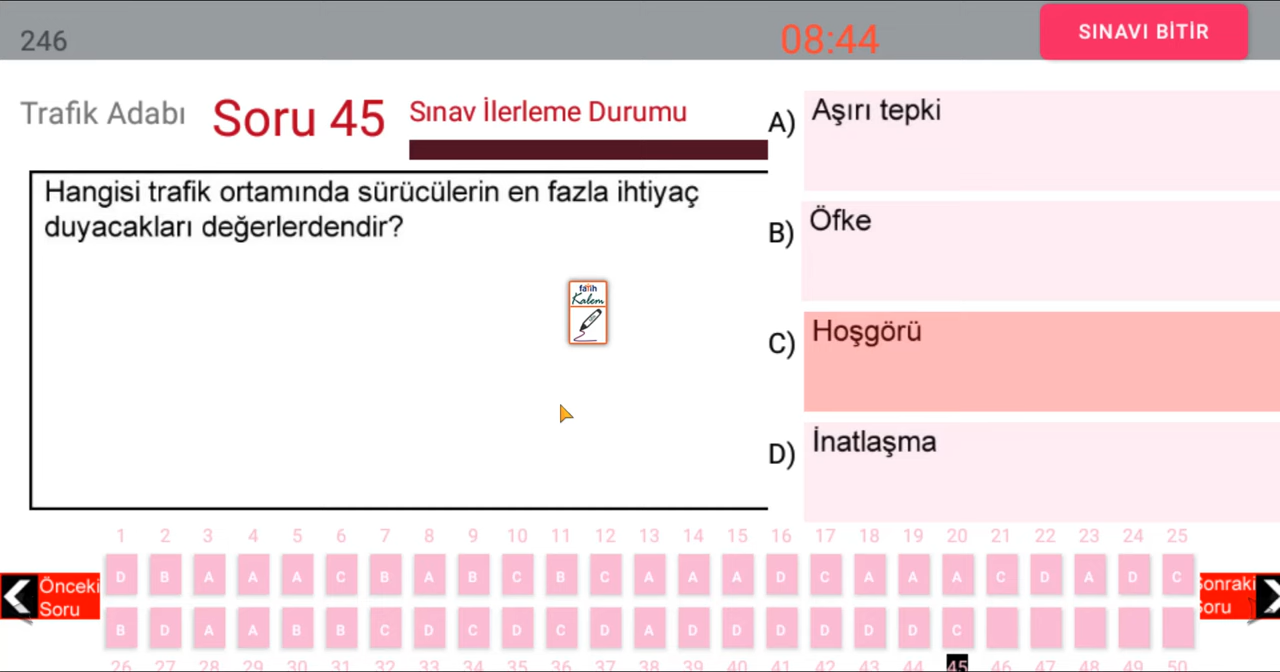 246
08:44
SINAVI BİTİR
Trafik Adabı
Soru 45
Sınav İlerleme Durumu
Hangisi trafik ortamında sürücülerin en fazla ihtiyaç
duyacakları değerlerdendir?
fatih
Kalem
A) Aşırı tepki
B) Öfke
C) Hoşgörü
D) İnatlaşma
1 2 3 4 5 6 7 8 9 10 11 12 13 14 15 16 17 18 19 20 21 22 23 24 25
D B A A A C B A B C B C A A A D C A A A C D A D C
B D A A B B C D C D C D A D D D D D D C
26 27 28 29 30 31 32 33 34 35 36 37 38 39 40 41 42 43 44 45 46 47 48 49 50
Önceki
Soru
Sonraki
Soru